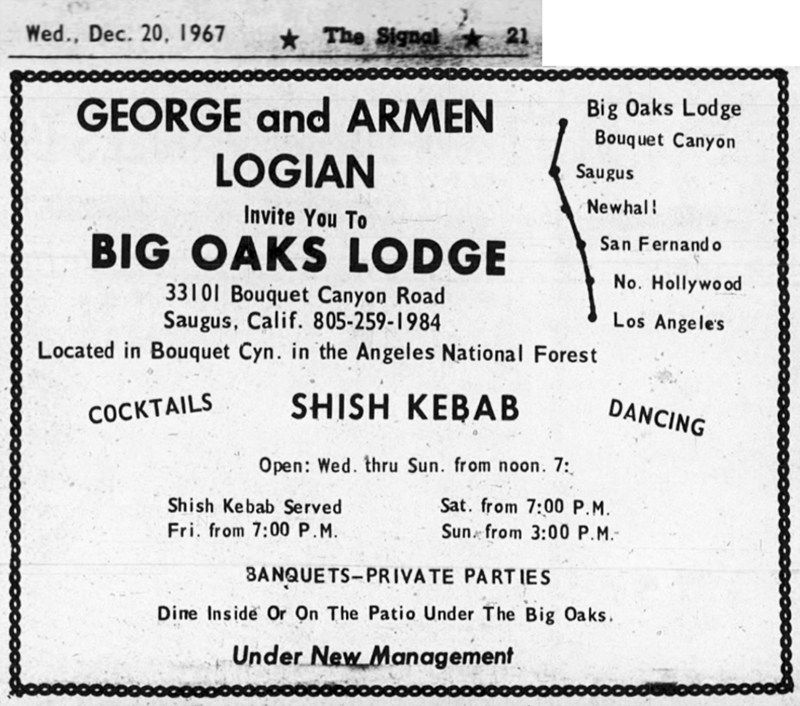 Wed., Dec. 20, 1967 ★ The Signal ★ 21
GEORGE and ARMEN
LOGIAN
Invite You To
BIG OAKS LODGE
33101 Bouquet Canyon Road
Saugus, Calif. 805-259-1984
Big Oaks Lodge
Bouquet Canyon
Saugus
Newhall
San Fernando
No. Hollywood
Los Angeles
Located in Bouquet Cyn. in the Angeles National Forest
COCKTAILS SHISH KEBAB DANCING
Open: Wed. thru Sun. from noon. 7:
Shish Kebab Served Sat. from 7:00 P.M.
Fri. from 7:00 P.M. Sun. from 3:00 P.M.
BANQUETS-PRIVATE PARTIES
Dine Inside Or On The Patio Under The Big Oaks.
Under New Management